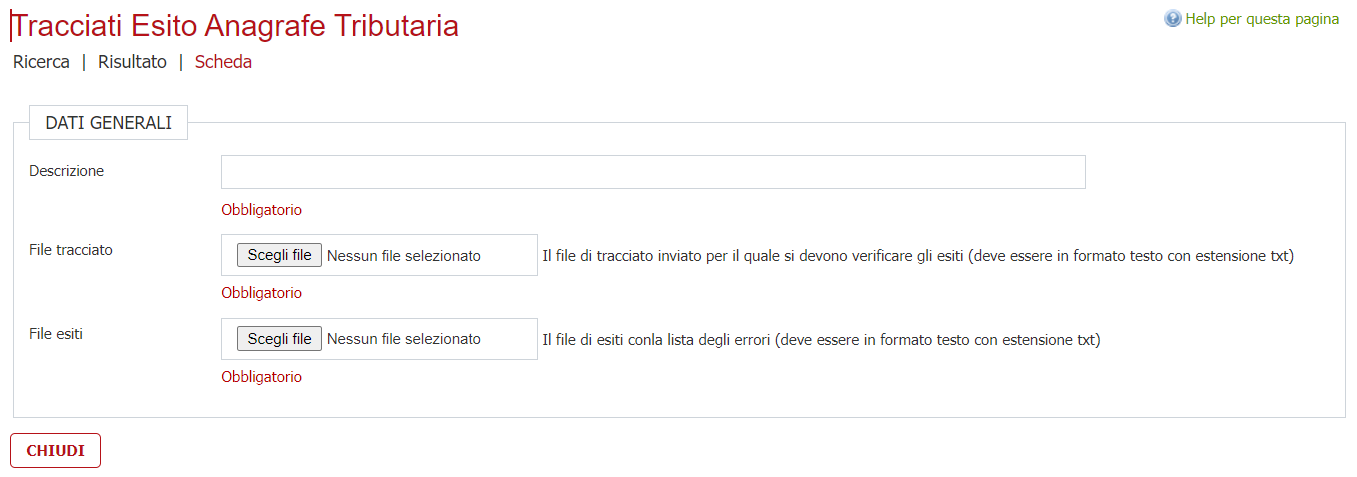 Tracciati Esito Anagrafe Tributaria
Help per questa pagina
Ricerca | Risultato | Scheda
DATI GENERALI
Descrizione
Obbligatorio
File tracciato
Scegli file Nessun file selezionato
Il file di tracciato inviato per il quale si devono verificare gli esiti (deve essere in formato testo con estensione txt)
Obbligatorio
File esiti
Scegli file Nessun file selezionato
Il file di esiti conla lista degli errori (deve essere in formato testo con estensione txt)
Obbligatorio
CHIUDI